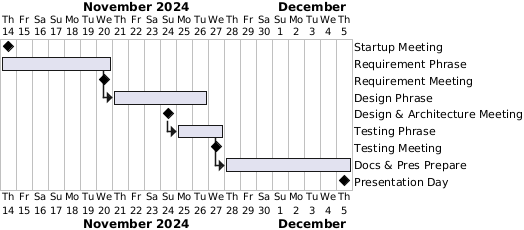 November 2024 December
Th Fr Sa Su Mo Tu We Th Fr Sa Su Mo Tu We Th Fr Sa Su Mo Tu We Th
14 15 16 17 18 19 20 21 22 23 24 25 26 27 28 29 30 1 2 3 4 5
Startup Meeting
Requirement Phrase
Requirement Meeting
Design Phrase
Design & Architecture Meeting
Testing Phrase
Testing Meeting
Docs & Pres Prepare
Presentation Day
Th Fr Sa Su Mo Tu We Th Fr Sa Su Mo Tu We Th Fr Sa Su Mo Tu We Th
14 15 16 17 18 19 20 21 22 23 24 25 26 27 28 29 30 1 2 3 4 5
November 2024 December